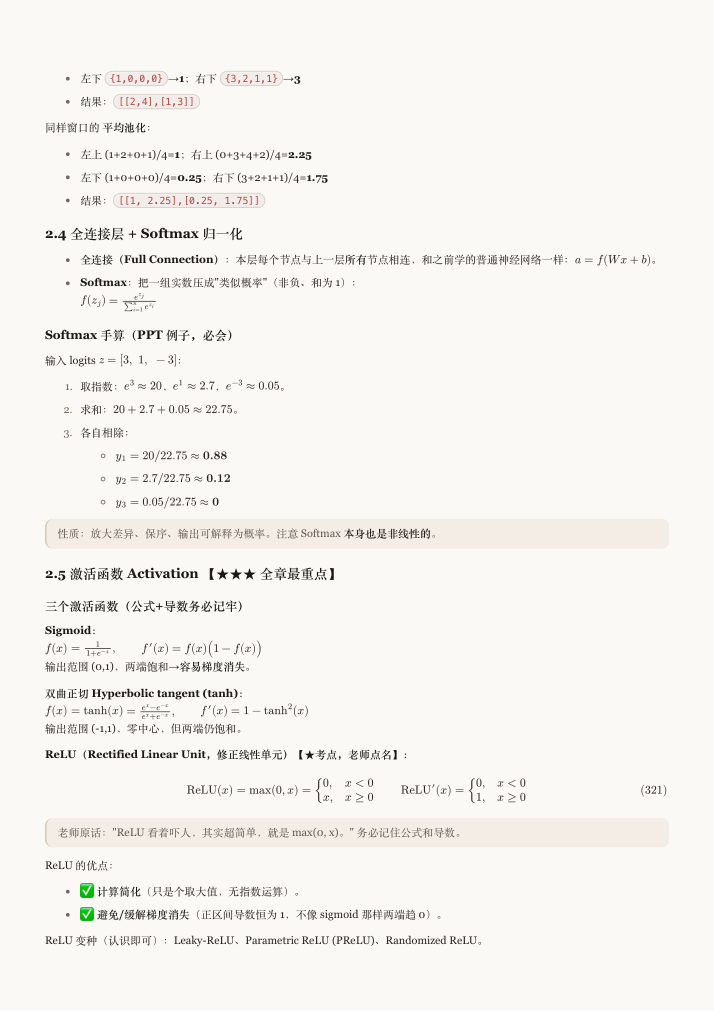 • 左下 {1,0,0,0} →1；右下 {3,2,1,1} →3
• 结果：[[2,4],[1,3]]
同样窗口的 平均池化：
• 左上 (1+2+0+1)/4=1；右上 (0+3+4+2)/4=2.25
• 左下 (1+0+0+0)/4=0.25；右下 (3+2+1+1)/4=1.75
• 结果：[[1, 2.25],[0.25, 1.75]]
2.4 全连接层 + Softmax 归一化
• 全连接（Full Connection）：本层每个节点与上一层所有节点相连，和之前学的普通神经网络一样：a = f(Wx + b)。
• Softmax：把一组实数压成"类似概率"（非负、和为 1）：
f(z_j) = e^{z_j} / ∑_{i=1}^{n} e^{z_i}
Softmax 手算（PPT 例子，必会）
输入 logits z = [3, 1, −3]：
1. 取指数：e^3 ≈ 20，e^1 ≈ 2.7，e^{−3} ≈ 0.05。
2. 求和：20 + 2.7 + 0.05 ≈ 22.75。
3. 各自相除：
○ y_1 = 20/22.75 ≈ 0.88
○ y_2 = 2.7/22.75 ≈ 0.12
○ y_3 = 0.05/22.75 ≈ 0
性质：放大差异、保序、输出可解释为概率。注意 Softmax 本身也是非线性的。
2.5 激活函数 Activation 【★★★ 全章最重点】
三个激活函数（公式+导数务必记牢）
Sigmoid：
f(x) = 1/(1+e^{−x}), f′(x) = f(x)(1 − f(x))
输出范围 (0,1)，两端饱和→容易梯度消失。
双曲正切 Hyperbolic tangent (tanh)：
f(x) = tanh(x) = (e^x−e^{−x})/(e^x+e^{−x}), f′(x) = 1 − tanh²(x)
输出范围 (-1,1)，零中心，但两端仍饱和。
ReLU（Rectified Linear Unit，修正线性单元）【★考点，老师点名】：
ReLU(x) = max(0, x) = {0, x < 0; x, x ≥ 0 ReLU′(x) = {0, x < 0; 1, x ≥ 0 (321)
老师原话："ReLU 看着吓人，其实超简单，就是 max(0, x)。" 务必记住公式和导数。
ReLU 的优点：
• ✅ 计算简化（只是个取大值，无指数运算）。
• ✅ 避免/缓解梯度消失（正区间导数恒为 1，不像 sigmoid 那样两端趋 0）。
ReLU 变种（认识即可）：Leaky-ReLU、Parametric ReLU (PReLU)、Randomized ReLU。